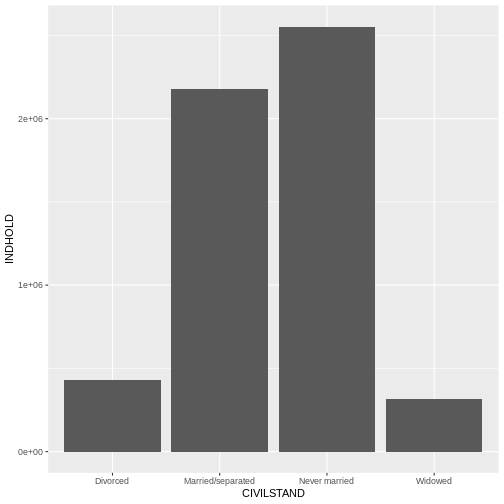 INDHOLD
2e+06
1e+06
0e+00
Divorced Married/separated Never married Widowed
CIVILSTAND